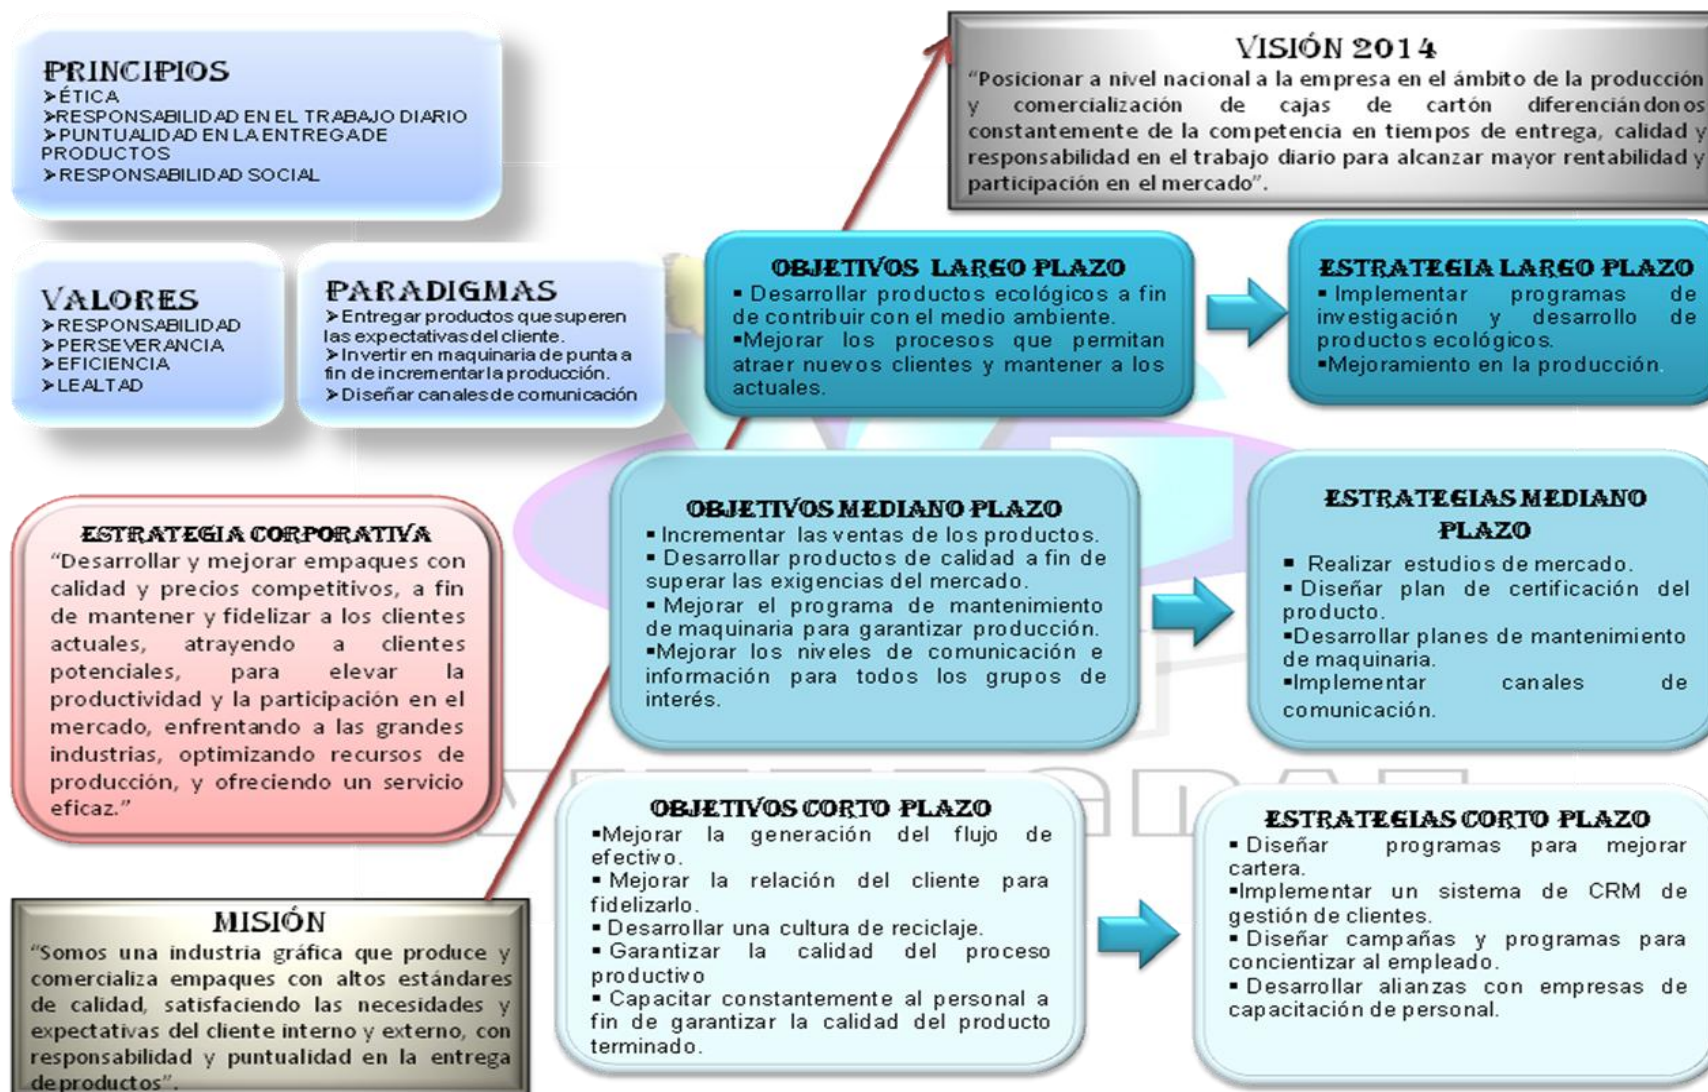 PRINCIPIOS
➢ÉTICA
➢RESPONSABILIDAD EN EL TRABAJO DIARIO
➢PUNTUALIDAD EN LA ENTREGA DE
PRODUCTOS
➢RESPONSABILIDAD SOCIAL
VALORES
➢RESPONSABILIDAD
➢PERSEVERANCIA
➢EFICIENCIA
➢LEALTAD
PARADIGMAS
➢Entregar productos que superen
las expectativas del cliente.
➢Invertir en maquinaria de punta a
fin de incrementar la producción.
➢Diseñar canales de comunicación
VISIÓN 2014
“Posicionar a nivel nacional a la empresa en el ámbito de la producción
y comercialización de cajas de cartón diferenciándonos
constantemente de la competencia en tiempos de entrega, calidad y
responsabilidad en el trabajo diario para alcanzar mayor rentabilidad y
participación en el mercado”.
OBJETIVOS LARGO PLAZO
▪ Desarrollar productos ecológicos a fin
de contribuir con el medio ambiente.
▪Mejorar los procesos que permitan
atraer nuevos clientes y mantener a los
actuales.
ESTRATEGIA LARGO PLAZO
▪ Implementar programas de
investigación y desarrollo de
productos ecológicos.
▪Mejoramiento en la producción.
ESTRATEGIA CORPORATIVA
“Desarrollar y mejorar empaques con
calidad y precios competitivos, a fin
de mantener y fidelizar a los clientes
actuales, atrayendo a clientes
potenciales, para elevar la
productividad y la participación en el
mercado, enfrentando a las grandes
industrias, optimizando recursos de
producción, y ofreciendo un servicio
eficaz.”
OBJETIVOS MEDIANO PLAZO
▪ Incrementar las ventas de los productos.
▪ Desarrollar productos de calidad a fin de
superar las exigencias del mercado.
▪ Mejorar el programa de mantenimiento
de maquinaria para garantizar producción.
▪Mejorar los niveles de comunicación e
información para todos los grupos de
interés.
ESTRATEGIAS MEDIANO
PLAZO
▪ Realizar estudios de mercado.
▪ Diseñar plan de certificación del
producto.
▪Desarrollar planes de mantenimiento
de maquinaria.
▪Implementar canales de
comunicación.
OBJETIVOS CORTO PLAZO
▪Mejorar la generación del flujo de
efectivo.
▪ Mejorar la relación del cliente para
fidelizarlo.
▪ Desarrollar una cultura de reciclaje.
▪ Garantizar la calidad del proceso
productivo
▪ Capacitar constantemente al personal a
fin de garantizar la calidad del producto
terminado.
ESTRATEGIAS CORTO PLAZO
▪ Diseñar programas para mejorar
cartera.
▪Implementar un sistema de CRM de
gestión de clientes.
▪ Diseñar campañas y programas para
concientizar al empleado.
▪ Desarrollar alianzas con empresas de
capacitación de personal.
MISIÓN
“Somos una industria gráfica que produce y
comercializa empaques con altos estándares
de calidad, satisfaciendo las necesidades y
expectativas del cliente interno y externo, con
responsabilidad y puntualidad en la entrega
de productos”.